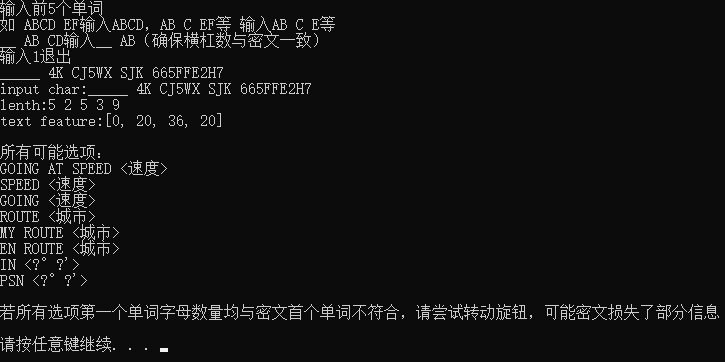 输入前5个单词
如 ABCD EF输入ABCD, AB C EF等 输入AB C E等
__ AB CD输入__ AB (确保横杠数与密文一致)
输入1退出
_____ 4K CJ5WX SJK 665FFE2H7
input char:_____ 4K CJ5WX SJK 665FFE2H7
lenth:5 2 5 3 9
text feature:[0, 20, 36, 20]
所有可能选项:
GOING AT SPEED <速度>
SPEED <速度>
GOING <速度>
ROUTE <城市>
MY ROUTE <城市>
EN ROUTE <城市>
IN <?°?'>
PSN <?°?'>
若所有选项第一个单词字母数量均与密文首个单词不符合，请尝试转动旋钮，可能密文损失了部分信息
请按任意键继续. . .